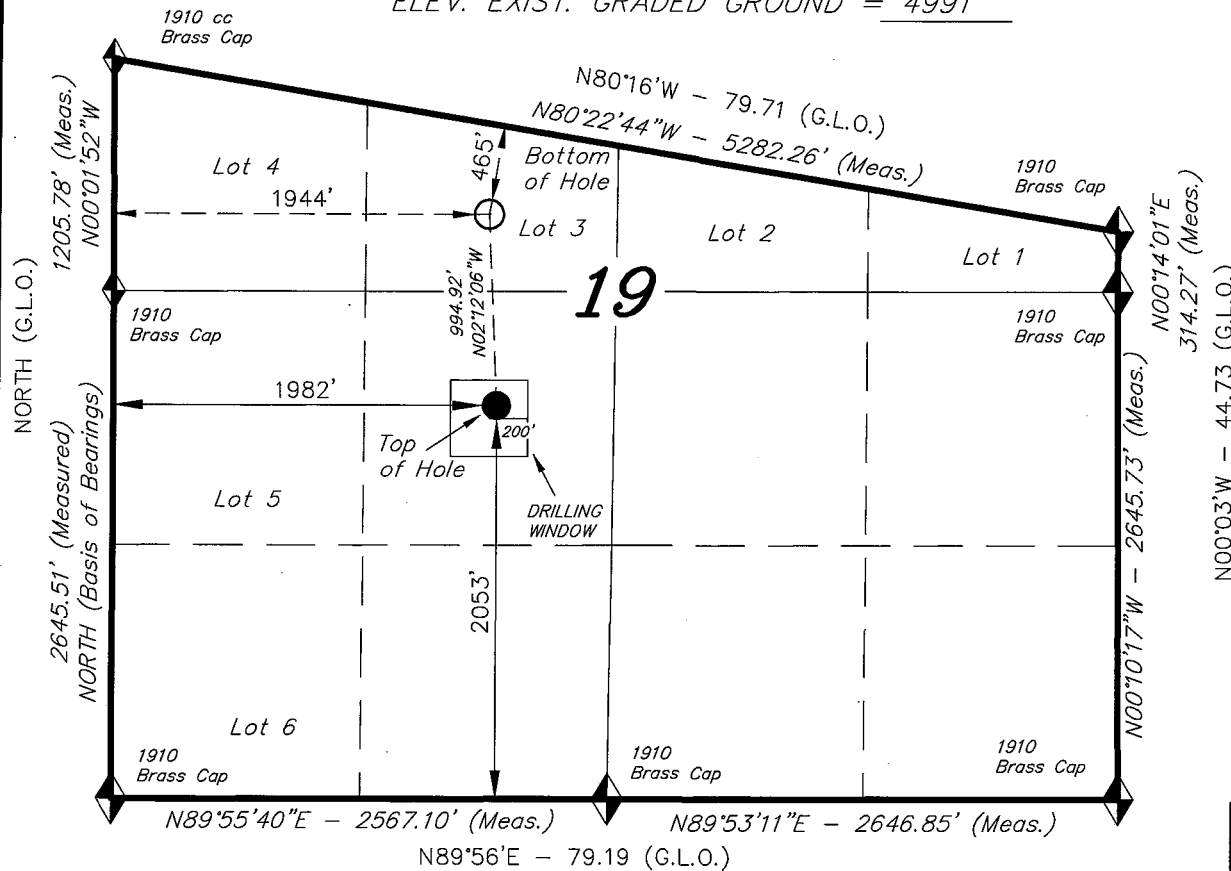 ELEV. EXIST. GRADED GROUND = 4991'
1910 cc
Brass Cap
N80°16'W - 79.71 (G.L.O.)
N80°22'44"W - 5282.26' (Meas.)
1205.78' (Meas.)
N00°01'52"W
Lot 4
465'
Bottom
of Hole
1944'
Lot 3
Lot 2
Lot 1
1910
Brass Cap
N00°14'01"E
314.27' (Meas.)
NORTH (G.L.O.)
1910
Brass Cap
994.92'
N02°12'06"W
19
1910
Brass Cap
N00°03'W - 44.73 (G.L.O.)
1982'
Top
of Hole
200'
DRILLING
WINDOW
Lot 5
2645.51' (Measured)
NORTH (Basis of Bearings)
2053'
N00°10'17"W - 2645.73' (Meas.)
Lot 6
1910
Brass Cap
1910
Brass Cap
1910
Brass Cap
N89°55'40"E - 2567.10' (Meas.)
N89°53'11"E - 2646.85' (Meas.)
N89°56'E - 79.19 (G.L.O.)